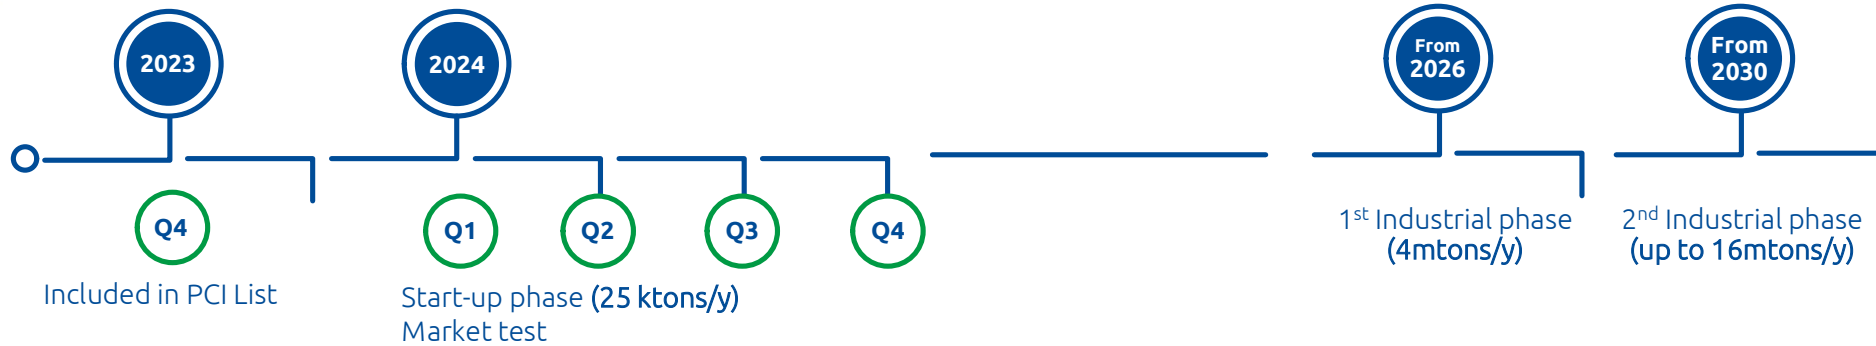 2023
2024
From
2026
From
2030
Q4
Q1
Q2
Q3
Q4
Included in PCI List
Start-up phase (25 ktons/y)
Market test
1st Industrial phase
(4mtons/y)
2nd Industrial phase
(up to 16mtons/y)